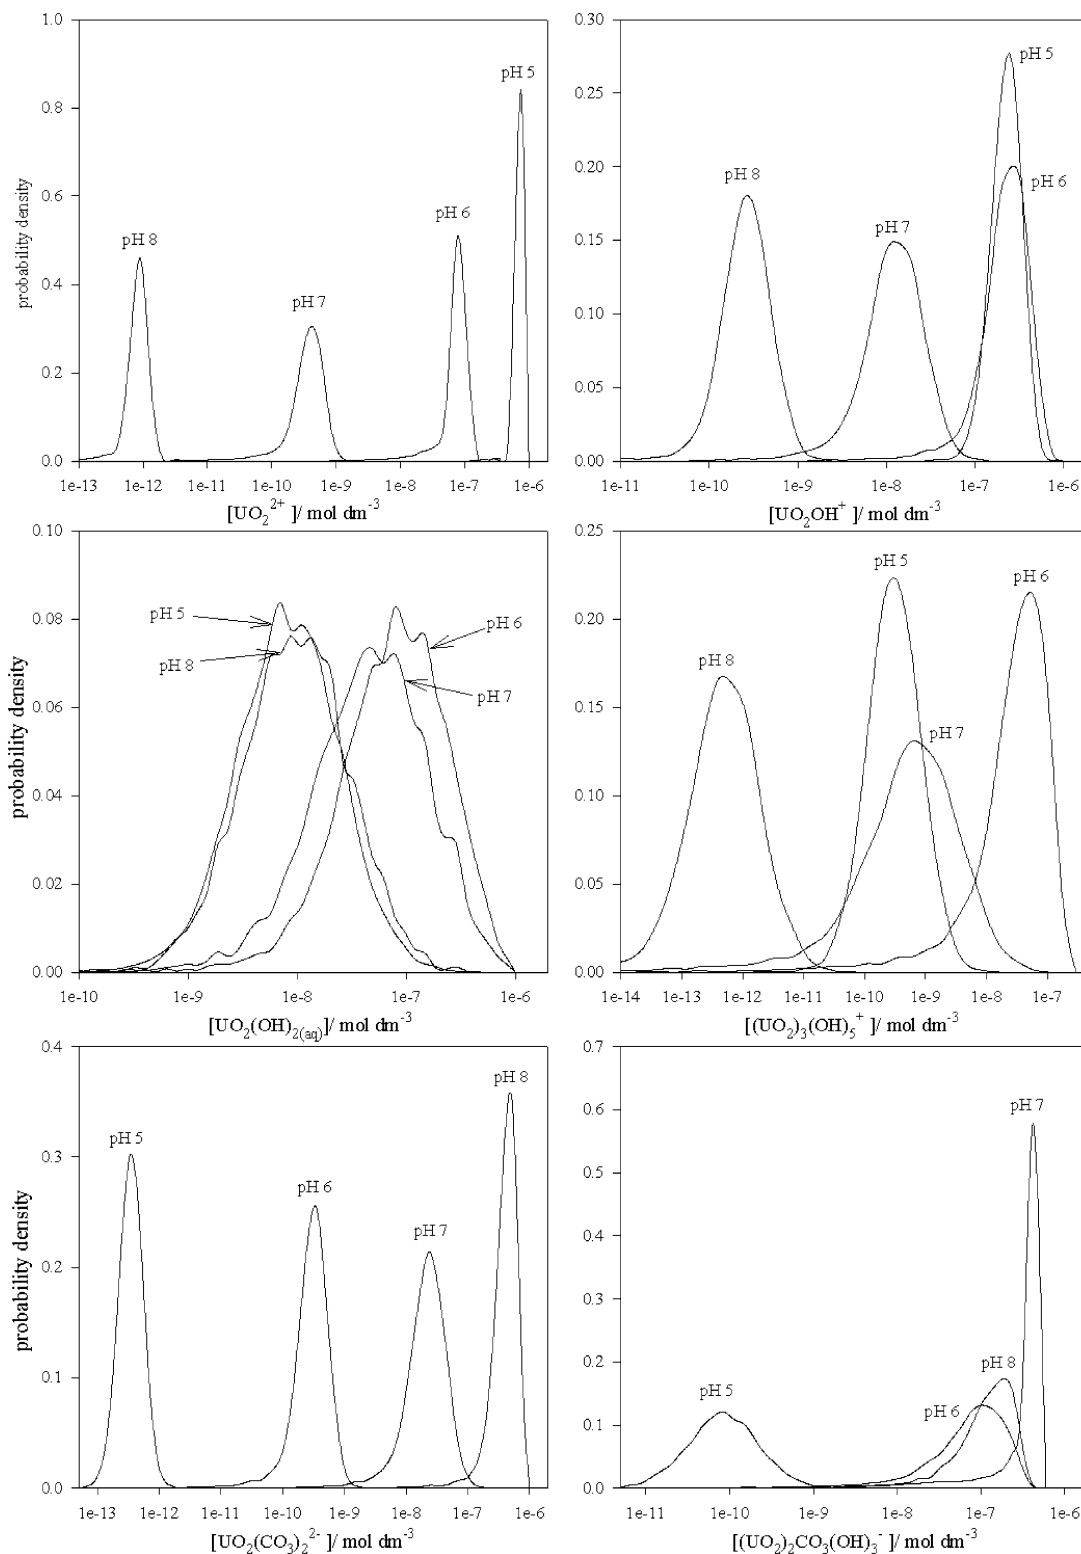 1.0
0.8
0.6
0.4
0.2
0.0
probability density
pH 8
pH 7
pH 6
pH 5
1e-13 1e-12 1e-11 1e-10 1e-9 1e-8 1e-7 1e-6
[UO₂²⁺ ]/ mol dm⁻³
0.30
0.25
0.20
0.15
0.10
0.05
0.00
pH 5
pH 6
pH 8
pH 7
1e-11 1e-10 1e-9 1e-8 1e-7 1e-6
[UO₂OH⁺ ]/ mol dm⁻³
0.10
0.08
0.06
0.04
0.02
0.00
probability density
pH 5
pH 8
pH 6
pH 7
1e-10 1e-9 1e-8 1e-7 1e-6
[UO₂(OH)₂₍aq₎]/ mol dm⁻³
0.25
0.20
0.15
0.10
0.05
0.00
pH 5
pH 6
pH 8
pH 7
1e-14 1e-13 1e-12 1e-11 1e-10 1e-9 1e-8 1e-7
[(UO₂)₃(OH)₅⁺ ]/ mol dm⁻³
0.4
0.3
0.2
0.1
0.0
probability density
pH 5
pH 6
pH 7
pH 8
1e-13 1e-12 1e-11 1e-10 1e-9 1e-8 1e-7 1e-6
[UO₂(CO₃)₂²⁻ ]/ mol dm⁻³
0.7
0.6
0.5
0.4
0.3
0.2
0.1
0.0
pH 7
pH 8
pH 5
pH 6
1e-11 1e-10 1e-9 1e-8 1e-7 1e-6
[(UO₂)₂CO₃(OH)₃⁻ ]/ mol dm⁻³